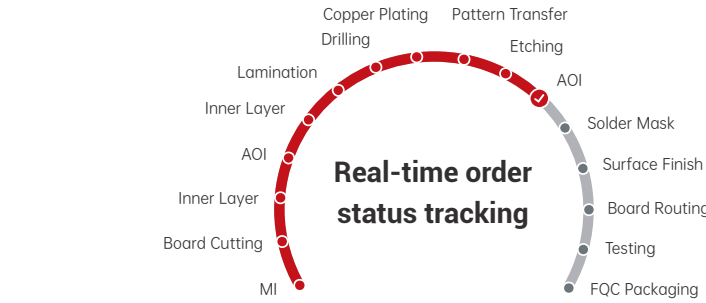 Copper Plating
Pattern Transfer
Drilling
Etching
Lamination
AOI
Inner Layer
Solder Mask
AOI
Surface Finish
Real-time order
status tracking
Inner Layer
Board Routing
Board Cutting
Testing
MI
FQC Packaging